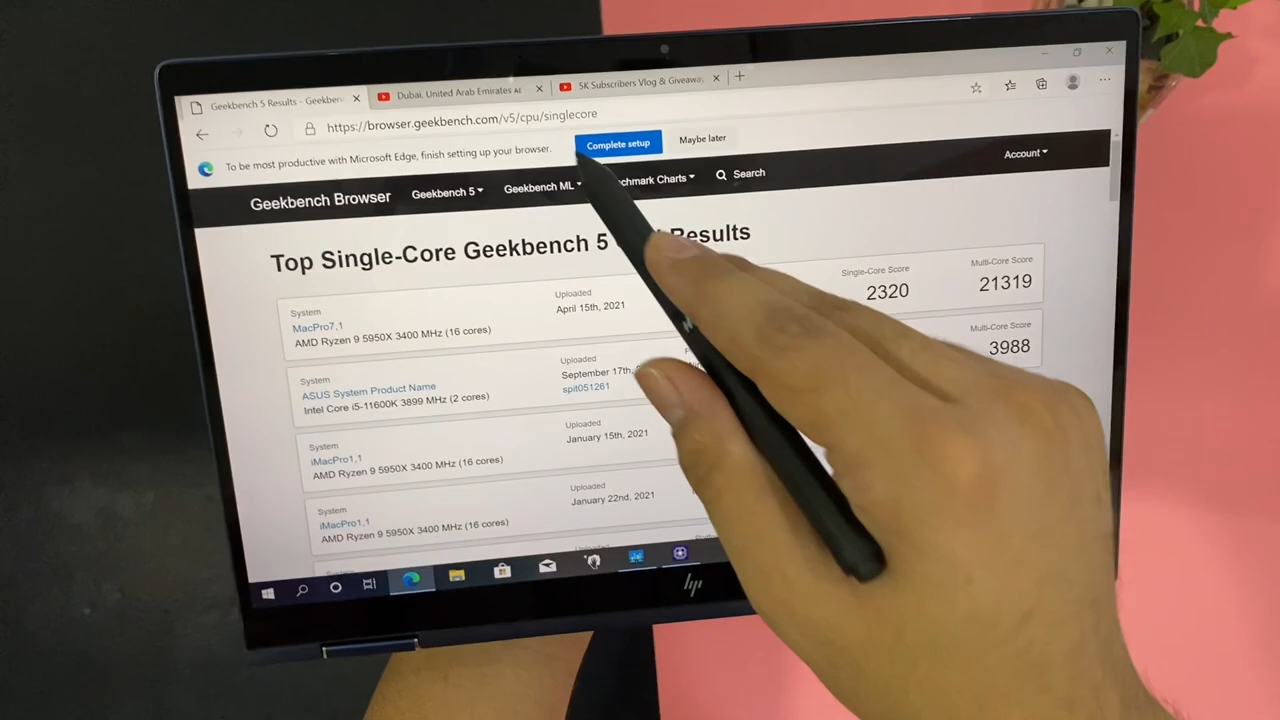 Geekbench 5 Results - Geekben
Dubai, United Arab Emirates
5K Subscribers Vlog & Giveaw
https://browser.geekbench.com/v5/cpu/singlecore
To be most productive with Microsoft Edge, finish setting up your browser.
Complete setup
Maybe later
Geekbench Browser
Geekbench 5
Geekbench ML
chmark Charts
Search
Account
Top Single-Core Geekbench 5
Results
System
MacPro7,1
AMD Ryzen 9 5950X 3400 MHz (16 cores)
Uploaded
April 15th, 2021
Single-Core Score
2320
Multi-Core Score
21319
System
ASUS System Product Name
Intel Core i5-11600K 3899 MHz (2 cores)
Uploaded
September 17th,
spit051261
Multi-Core Score
3988
System
iMacPro1,1
AMD Ryzen 9 5950X 3400 MHz (16 cores)
Uploaded
January 15th, 2021
System
iMacPro1,1
AMD Ryzen 9 5950X 3400 MHz (16 cores)
Uploaded
January 22nd, 2021
hp